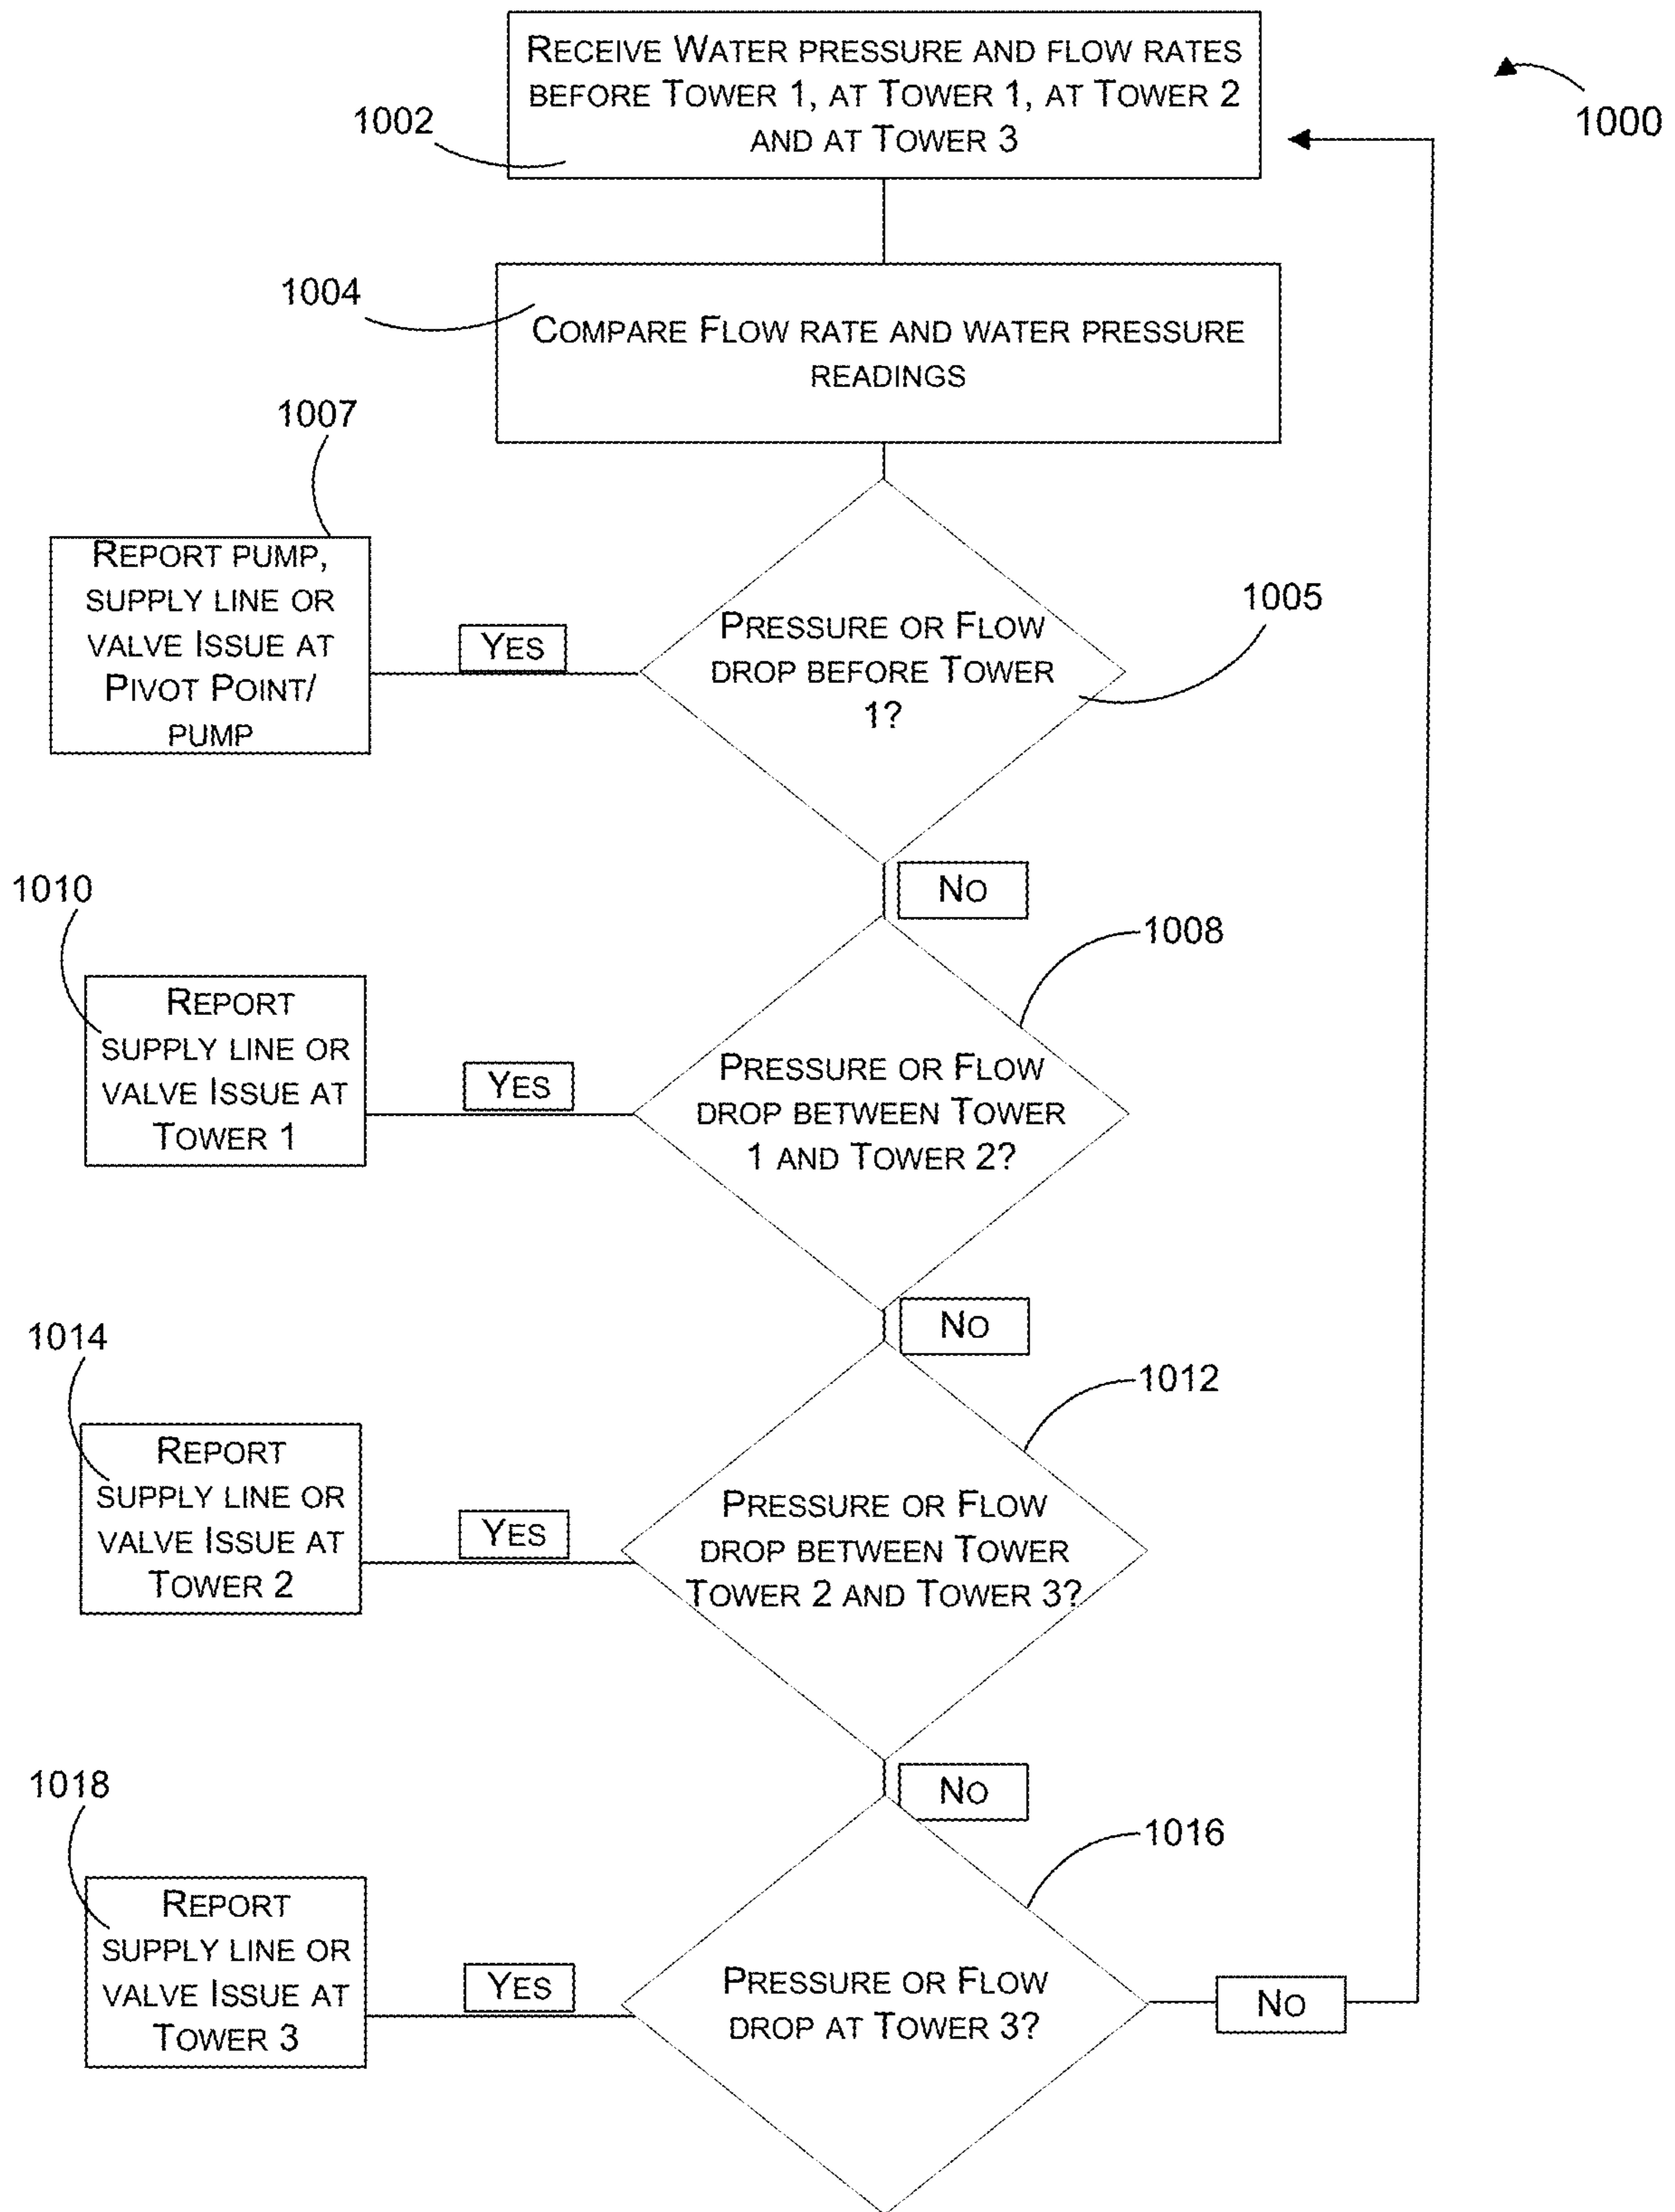 RECEIVE WATER PRESSURE AND FLOW RATES
BEFORE TOWER 1, AT TOWER 1, AT TOWER 2
AND AT TOWER 3
1000
1002
1004
COMPARE FLOW RATE AND WATER PRESSURE
READINGS
1007
REPORT PUMP,
SUPPLY LINE OR
VALVE ISSUE AT
PIVOT POINT/
PUMP
YES
PRESSURE OR FLOW
DROP BEFORE TOWER
1?
1005
NO
1010
REPORT
SUPPLY LINE OR
VALVE ISSUE AT
TOWER 1
YES
PRESSURE OR FLOW
DROP BETWEEN TOWER
1 AND TOWER 2?
1008
NO
1014
REPORT
SUPPLY LINE OR
VALVE ISSUE AT
TOWER 2
YES
PRESSURE OR FLOW
DROP BETWEEN TOWER
TOWER 2 AND TOWER 3?
1012
NO
1018
REPORT
SUPPLY LINE OR
VALVE ISSUE AT
TOWER 3
YES
PRESSURE OR FLOW
DROP AT TOWER 3?
1016
NO